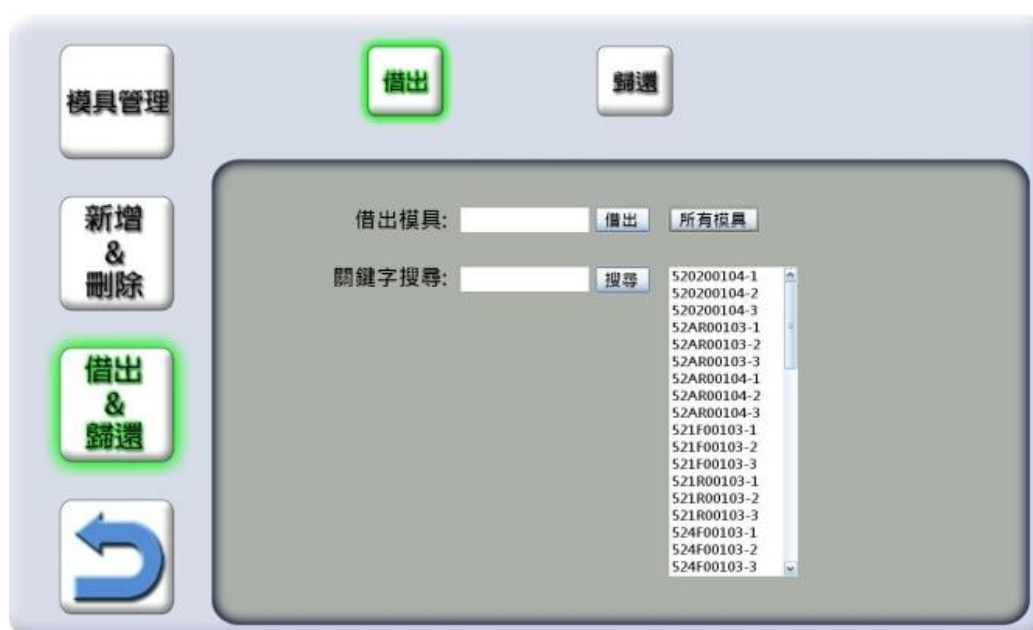 模具管理
借出
歸還
新增
&
刪除
借出
&
歸還
借出模具:
借出
所有模具
關鍵字搜尋:
搜尋
520200104-1
520200104-2
520200104-3
52AR00103-1
52AR00103-2
52AR00103-3
52AR00104-1
52AR00104-2
52AR00104-3
521F00103-1
521F00103-2
521F00103-3
521R00103-1
521R00103-2
521R00103-3
524F00103-1
524F00103-2
524F00103-3